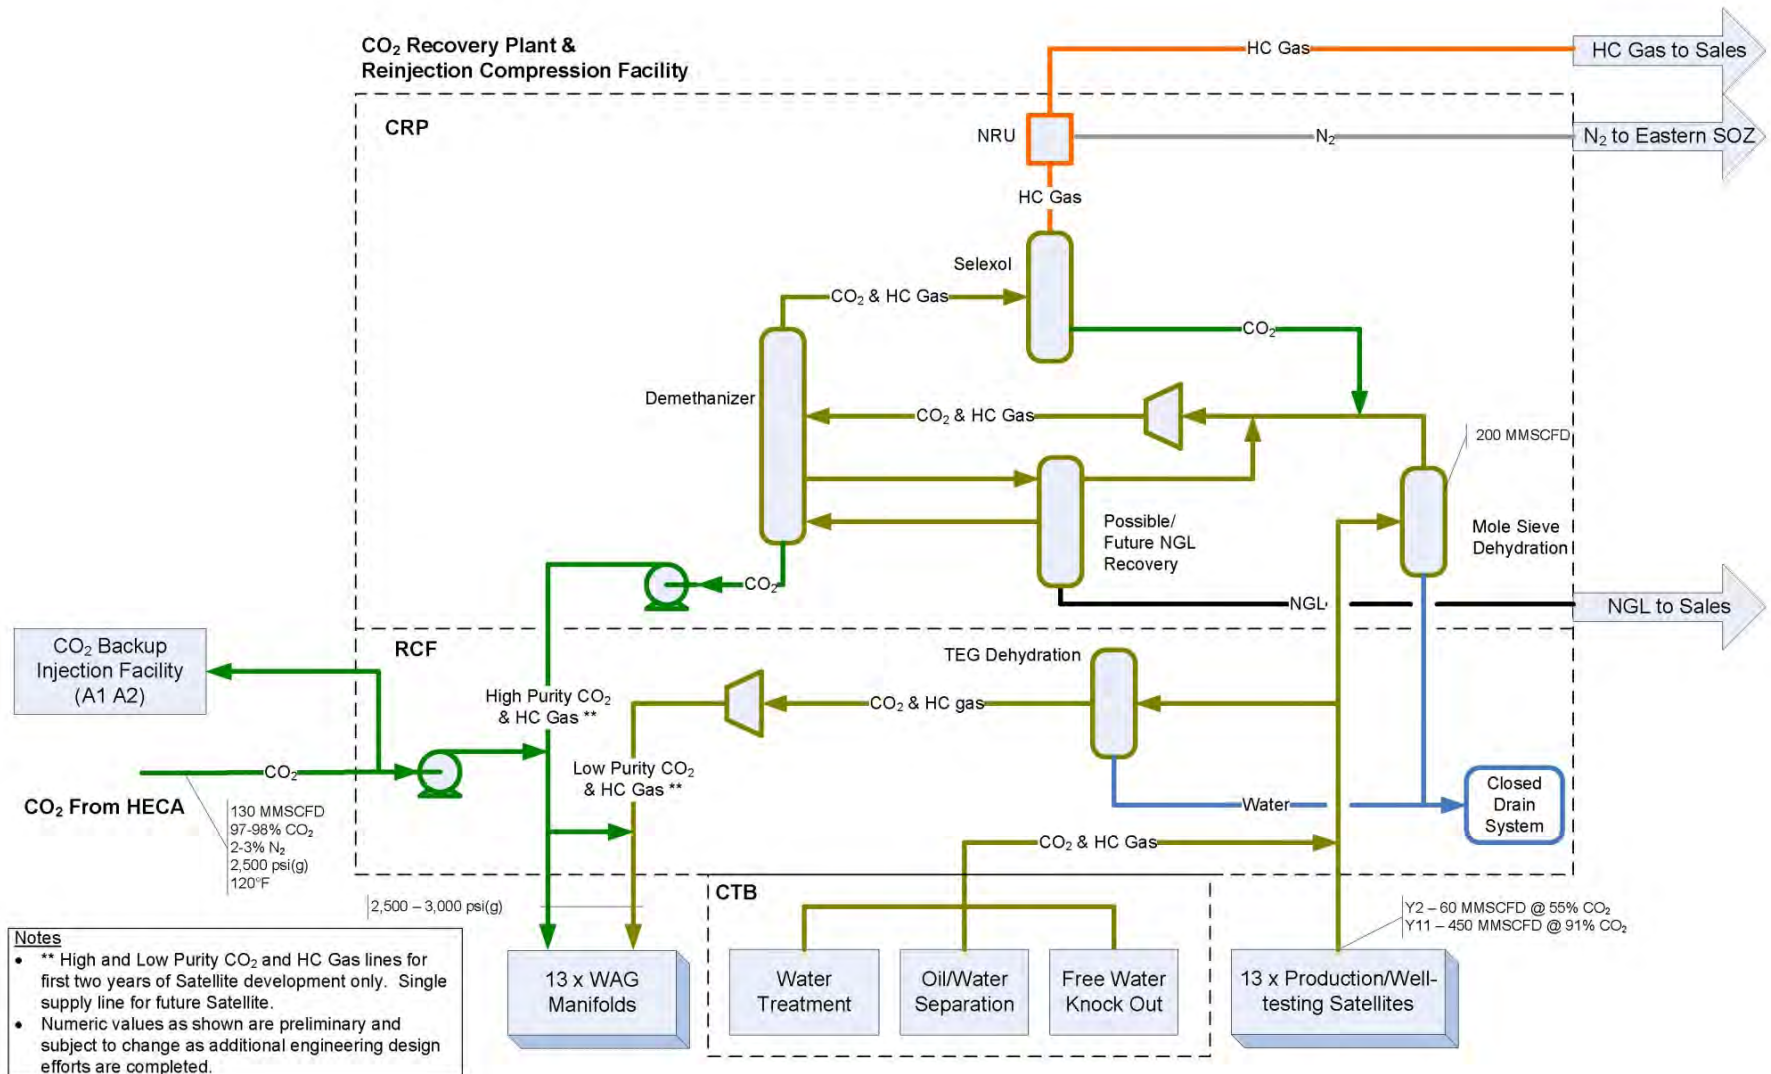 CO₂ Recovery Plant &
Reinjection Compression Facility
HC Gas
HC Gas to Sales
CRP
NRU
N₂
N₂ to Eastern SOZ
HC Gas
Selexol
CO₂ & HC Gas
CO₂
Demethanizer
CO₂ & HC Gas
200 MMSCFD
Possible/
Future NGL
Recovery
Mole Sieve
Dehydration
CO₂
NGL
NGL to Sales
CO₂ Backup
Injection Facility
(A1 A2)
RCF
TEG Dehydration
High Purity CO₂
& HC Gas **
CO₂ & HC gas
Low Purity CO₂
& HC Gas **
CO₂
CO₂ From HECA
130 MMSCFD
97-98% CO₂
2-3% N₂
2,500 psi(g)
120°F
Water
Closed
Drain
System
CO₂ & HC Gas
CTB
2,500 – 3,000 psi(g)
Y2 – 60 MMSCFD @ 55% CO₂
Y11 – 450 MMSCFD @ 91% CO₂
13 x WAG
Manifolds
Water
Treatment
Oil/Water
Separation
Free Water
Knock Out
13 x Production/Well-
testing Satellites
Notes
• ** High and Low Purity CO₂ and HC Gas lines for
first two years of Satellite development only. Single
supply line for future Satellite.
• Numeric values as shown are preliminary and
subject to change as additional engineering design
efforts are completed.